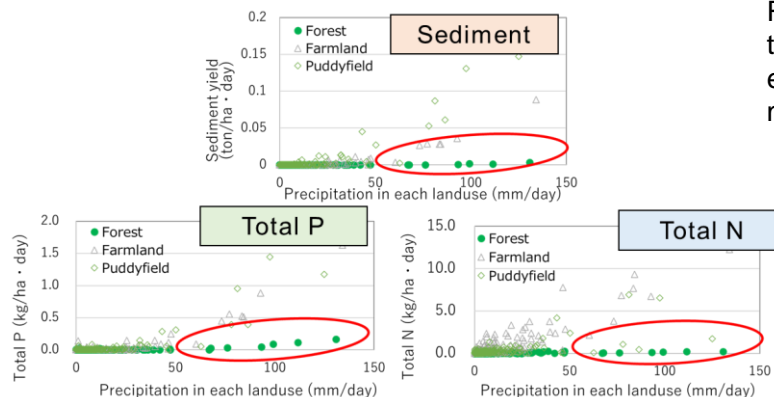 0.2
Sediment
0.15
Forest
Farmland
Puddyfield
0.1
0.05
0
Sediment yield
(ton/ha・day)
0 50 100 150
Precipitation in each landuse (mm/day)
Total P
2.0
Forest
1.5
Farmland
Puddyfield
1.0
0.5
0.0
Total P (kg/ha・day)
0 50 100 150
Precipitation in each landuse (mm/day)
Total N
15.0
Forest
Farmland
10.0
Puddyfield
5.0
0.0
Total N (kg/ha・day)
0 50 100 150
Precipitation in each landuse (mm/day)